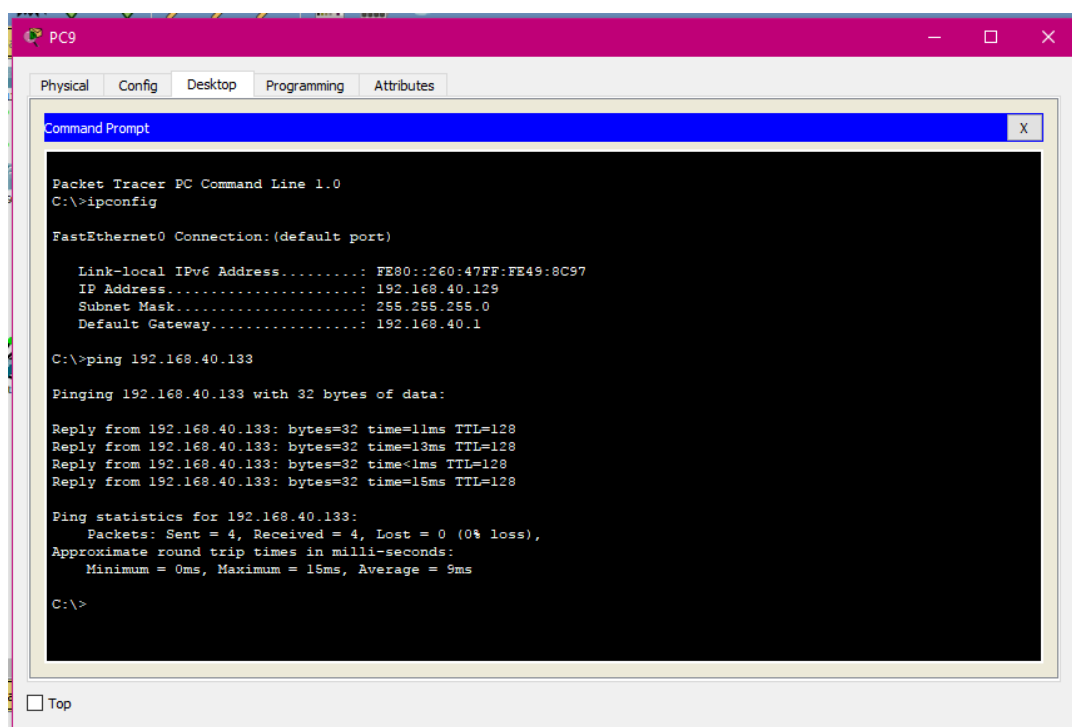 PC9
Physical Config Desktop Programming Attributes
Command Prompt
X
Packet Tracer PC Command Line 1.0
C:\>ipconfig
FastEthernet0 Connection:(default port)
Link-local IPv6 Address.........: FE80::260:47FF:FE49:8C97
IP Address......................: 192.168.40.129
Subnet Mask.....................: 255.255.255.0
Default Gateway.................: 192.168.40.1
C:\>ping 192.168.40.133
Pinging 192.168.40.133 with 32 bytes of data:
Reply from 192.168.40.133: bytes=32 time=11ms TTL=128
Reply from 192.168.40.133: bytes=32 time=13ms TTL=128
Reply from 192.168.40.133: bytes=32 time<1ms TTL=128
Reply from 192.168.40.133: bytes=32 time=15ms TTL=128
Ping statistics for 192.168.40.133:
Packets: Sent = 4, Received = 4, Lost = 0 (0% loss),
Approximate round trip times in milli-seconds:
Minimum = 0ms, Maximum = 15ms, Average = 9ms
C:\>
Top